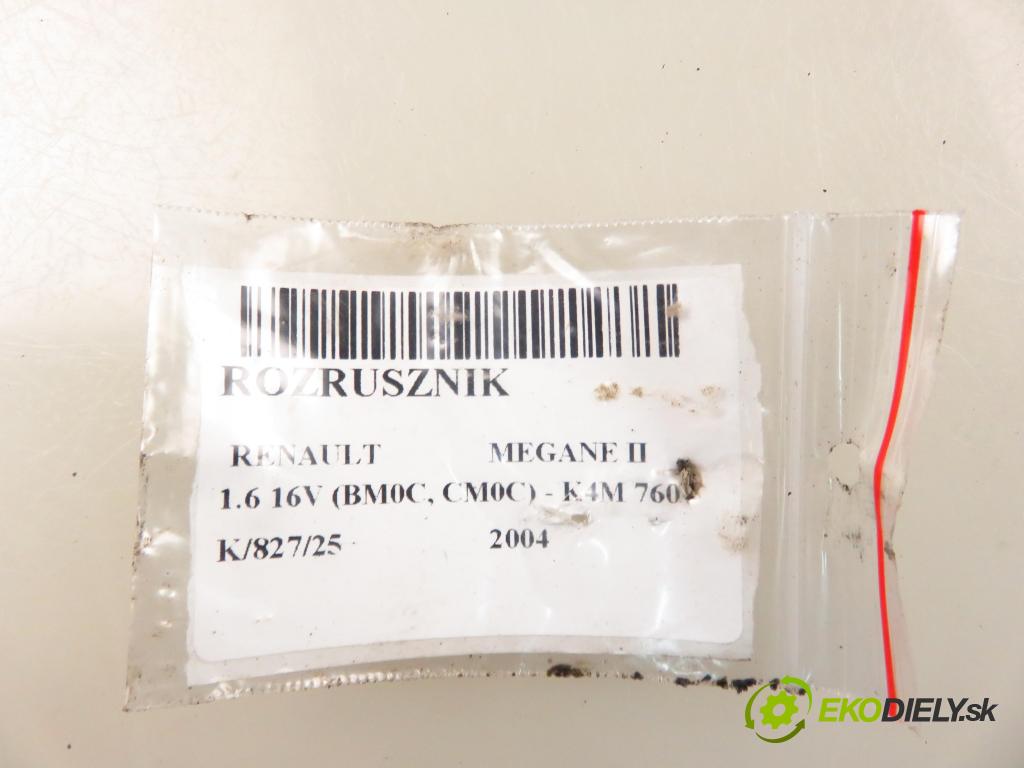 ROZRUSZNIK
RENAULT MEGANE II
1.6 16V (BM0C, CM0C) - K4M 760
K/827/25 2004
EKODIELY.sk